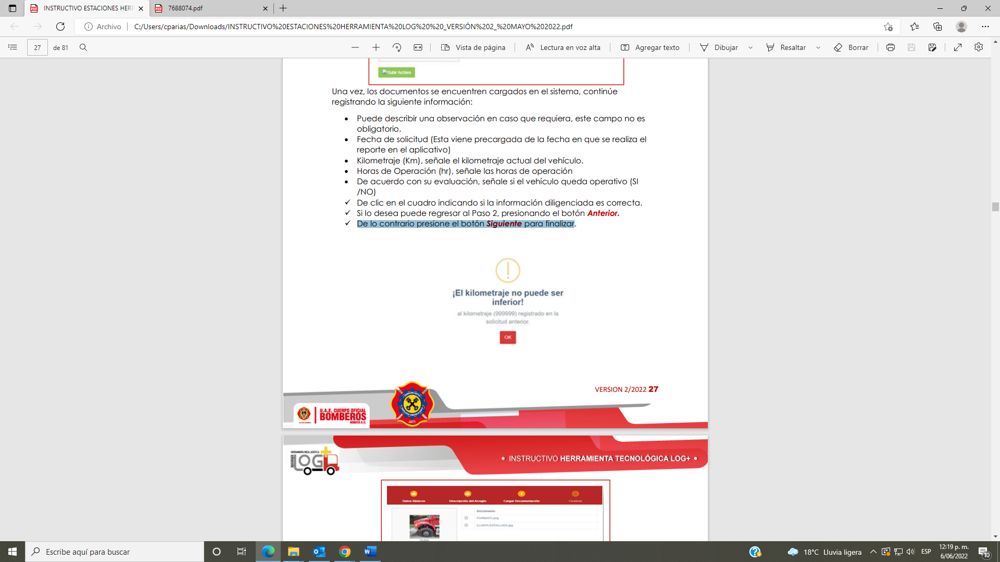 INSTRUCTIVO ESTACIONES HERR
7688074.pdf
Archivo
C:/Users/cparias/Downloads/INSTRUCTIVO%20ESTACIONES%20HERRAMIENTA%20LOG%20%20_VERSIÓN%202_%20MAYO%202022.pdf
27 de 81
Vista de página
Lectura en voz alta
Agregar texto
Dibujar
Resaltar
Borrar
Subir Archivo
Una vez, los documentos se encuentren cargados en el sistema, continúe
registrando la siguiente información:
• Puede describir una observación en caso que requiera, este campo no es
obligatorio.
• Fecha de solicitud (Esta viene precargada de la fecha en que se realiza el
reporte en el aplicativo)
• Kilometraje (Km), señale el kilometraje actual del vehículo.
• Horas de Operación (hr), señale las horas de operación
• De acuerdo con su evaluación, señale si el vehículo queda operativo (SI
/NO)
✓ De clic en el cuadro indicando si la información diligenciada es correcta.
✓ Si lo desea puede regresar al Paso 2, presionando el botón Anterior.
✓ De lo contrario presione el botón Siguiente para finalizar.
¡El kilometraje no puede ser
inferior!
al kilometraje (999999) registrado en la
solicitud anterior.
OK
VERSION 2/2022 27
U.A.E. CUERPO OFICIAL
BOMBEROS
BOGOTÁ D.C.
HERRAMIENTA MESA LOGÍSTICA
LOG+
• INSTRUCTIVO HERRAMIENTA TECNOLÓGICA LOG+ •
Datos Básicos
Descripción del Arreglo
3
Cargar Documentación
Finalizar
Documento
FORMATO.png
LLANTA ESTALLADA.jpg
Quitar
Escribe aquí para buscar
18°C Lluvia ligera
ESP
12:19 p. m.
6/06/2022
10